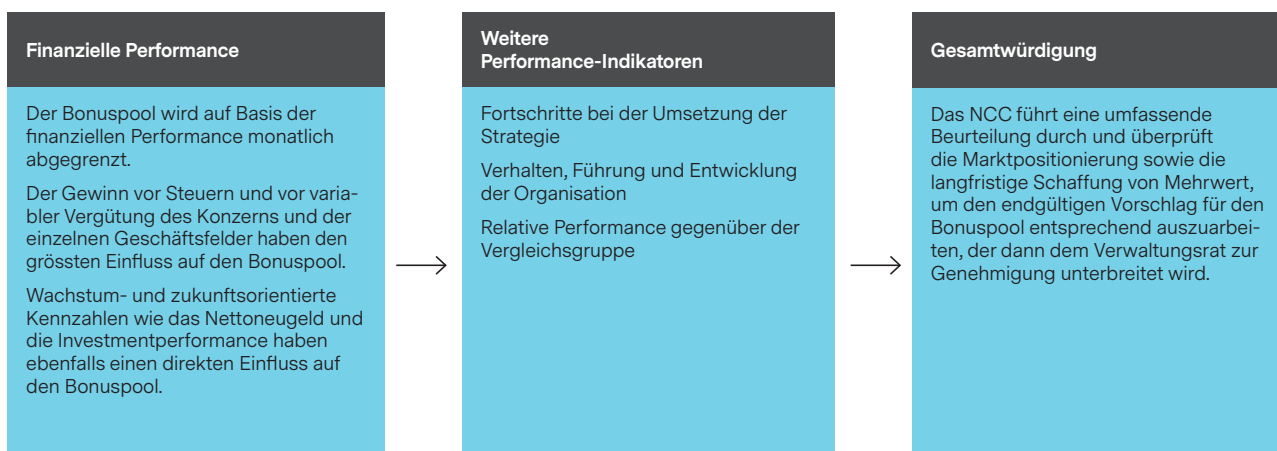 Finanzielle Performance
Der Bonuspool wird auf Basis der
finanziellen Performance monatlich
abgegrenzt.
Der Gewinn vor Steuern und vor varia-
bler Vergütung des Konzerns und der
einzelnen Geschäftsfelder haben den
grössten Einfluss auf den Bonuspool.
Wachstum- und zukunftsorientierte
Kennzahlen wie das Nettoneugeld und
die Investmentperformance haben
ebenfalls einen direkten Einfluss auf
den Bonuspool.
Weitere
Performance-Indikatoren
Fortschritte bei der Umsetzung der
Strategie
Verhalten, Führung und Entwicklung
der Organisation
Relative Performance gegenüber der
Vergleichsgruppe
Gesamtwürdigung
Das NCC führt eine umfassende
Beurteilung durch und überprüft
die Marktpositionierung sowie die
langfristige Schaffung von Mehrwert,
um den endgültigen Vorschlag für den
Bonuspool entsprechend auszuarbei-
ten, der dann dem Verwaltungsrat zur
Genehmigung unterbreitet wird.